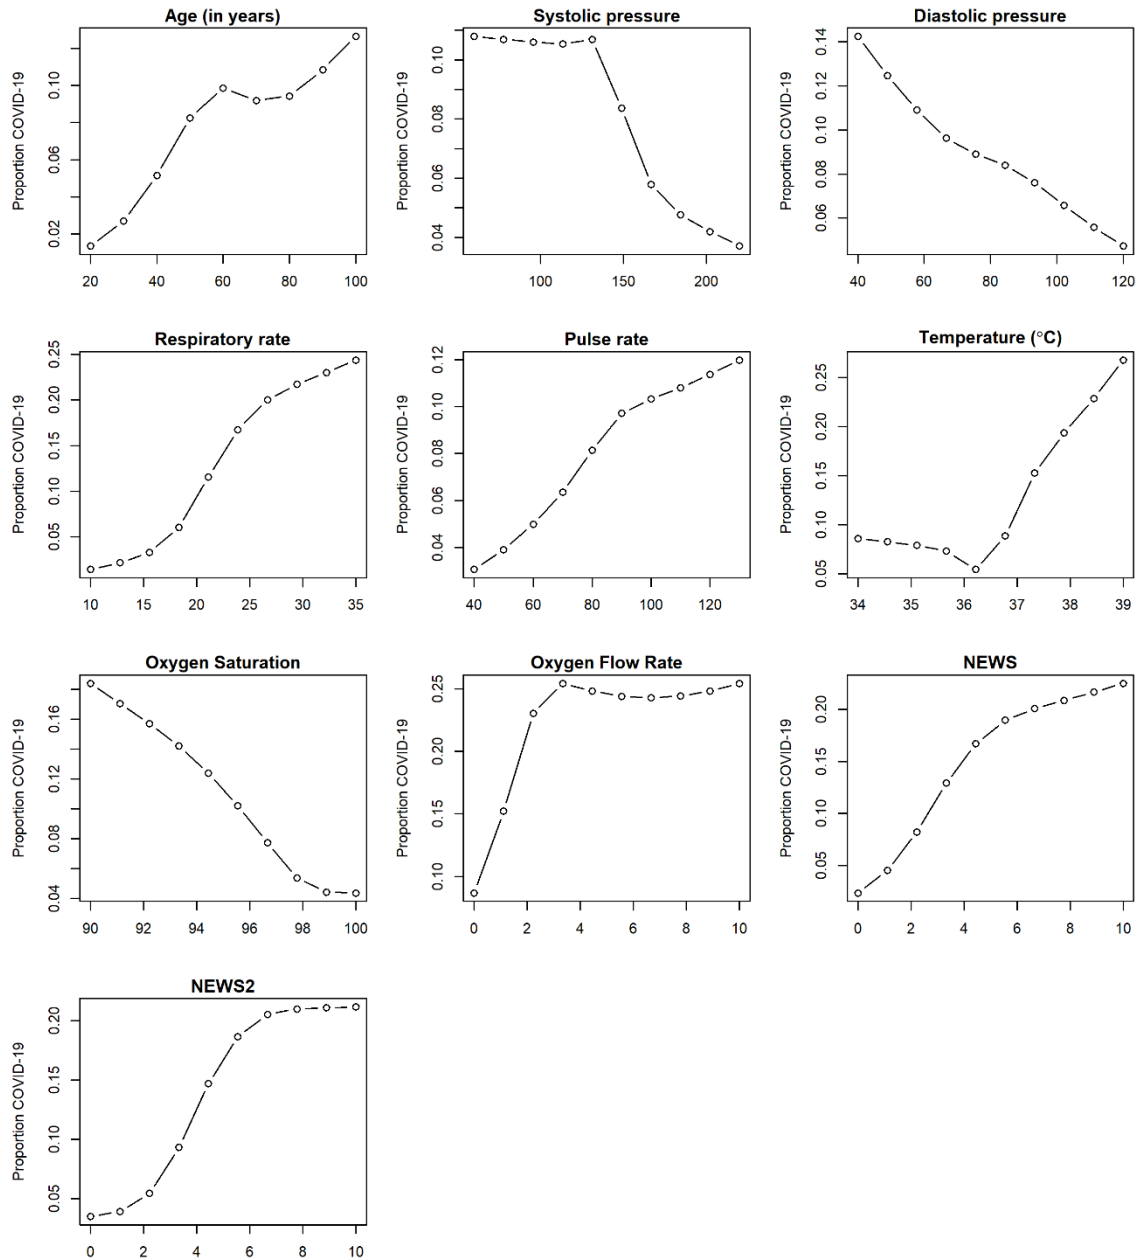 Age (in years)
Proportion COVID-19
0.02 0.06 0.10
20 40 60 80 100
Systolic pressure
Proportion COVID-19
0.04 0.06 0.08 0.10
100 150 200
Diastolic pressure
Proportion COVID-19
0.06 0.08 0.10 0.12 0.14
40 60 80 100 120
Respiratory rate
Proportion COVID-19
0.05 0.10 0.15 0.20 0.25
10 15 20 25 30 35
Pulse rate
Proportion COVID-19
0.04 0.06 0.08 0.10 0.12
40 60 80 100 120
Temperature (°C)
Proportion COVID-19
0.05 0.10 0.15 0.20 0.25
34 35 36 37 38 39
Oxygen Saturation
Proportion COVID-19
0.04 0.08 0.12 0.16
90 92 94 96 98 100
Oxygen Flow Rate
Proportion COVID-19
0.10 0.15 0.20 0.25
0 2 4 6 8 10
NEWS
Proportion COVID-19
0.05 0.10 0.15 0.20
0 2 4 6 8 10
NEWS2
Proportion COVID-19
0.05 0.10 0.15 0.20
0 2 4 6 8 10